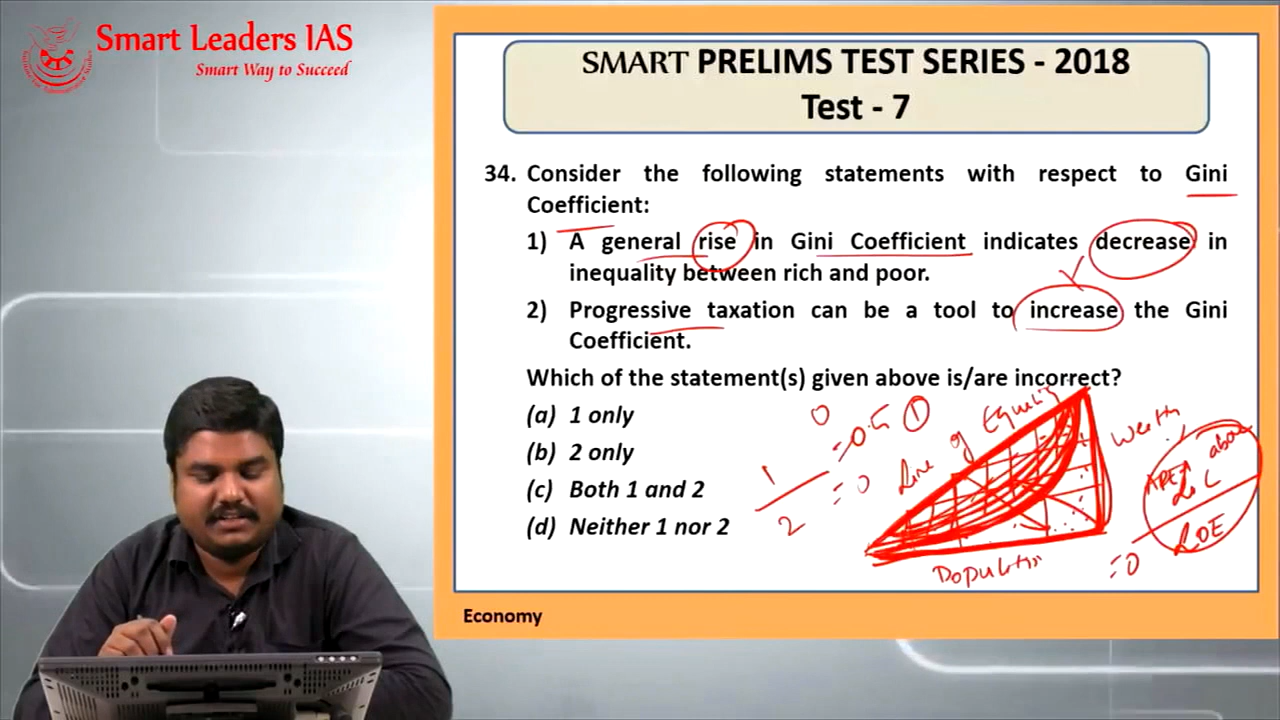 Smart Leaders IAS
Smart Way to Succeed
SMART PRELIMS TEST SERIES - 2018
Test - 7
34. Consider the following statements with respect to Gini
Coefficient:
1) A general rise in Gini Coefficient indicates decrease in
inequality between rich and poor.
2) Progressive taxation can be a tool to increase the Gini
Coefficient.
Which of the statement(s) given above is/are incorrect?
(a) 1 only
(b) 2 only
(c) Both 1 and 2
(d) Neither 1 nor 2
0
= 0.5 1
1
2
= 0
Line of Equality
Wealth
AREA above
LOE
= 0
Population
Economy